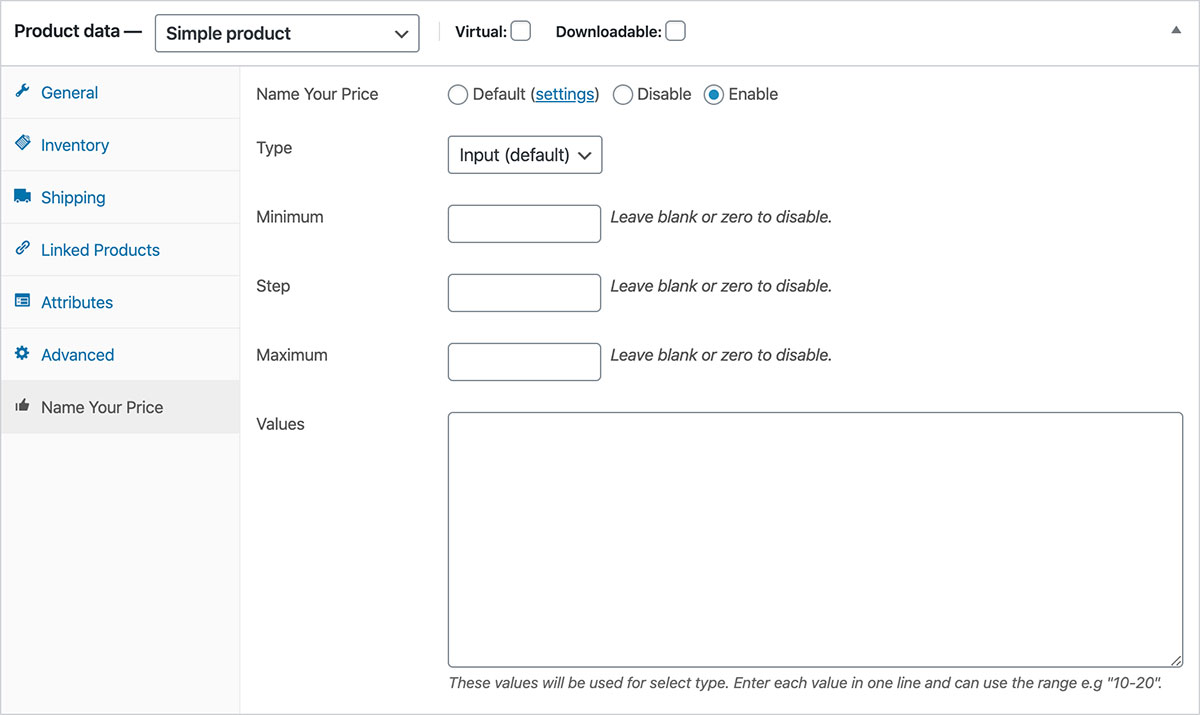 Product data — Simple product Virtual: Downloadable:
General
Inventory
Shipping
Linked Products
Attributes
Advanced
Name Your Price
Name Your Price Default (settings) Disable Enable
Type Input (default)
Minimum Leave blank or zero to disable.
Step Leave blank or zero to disable.
Maximum Leave blank or zero to disable.
Values
These values will be used for select type. Enter each value in one line and can use the range e.g "10-20".